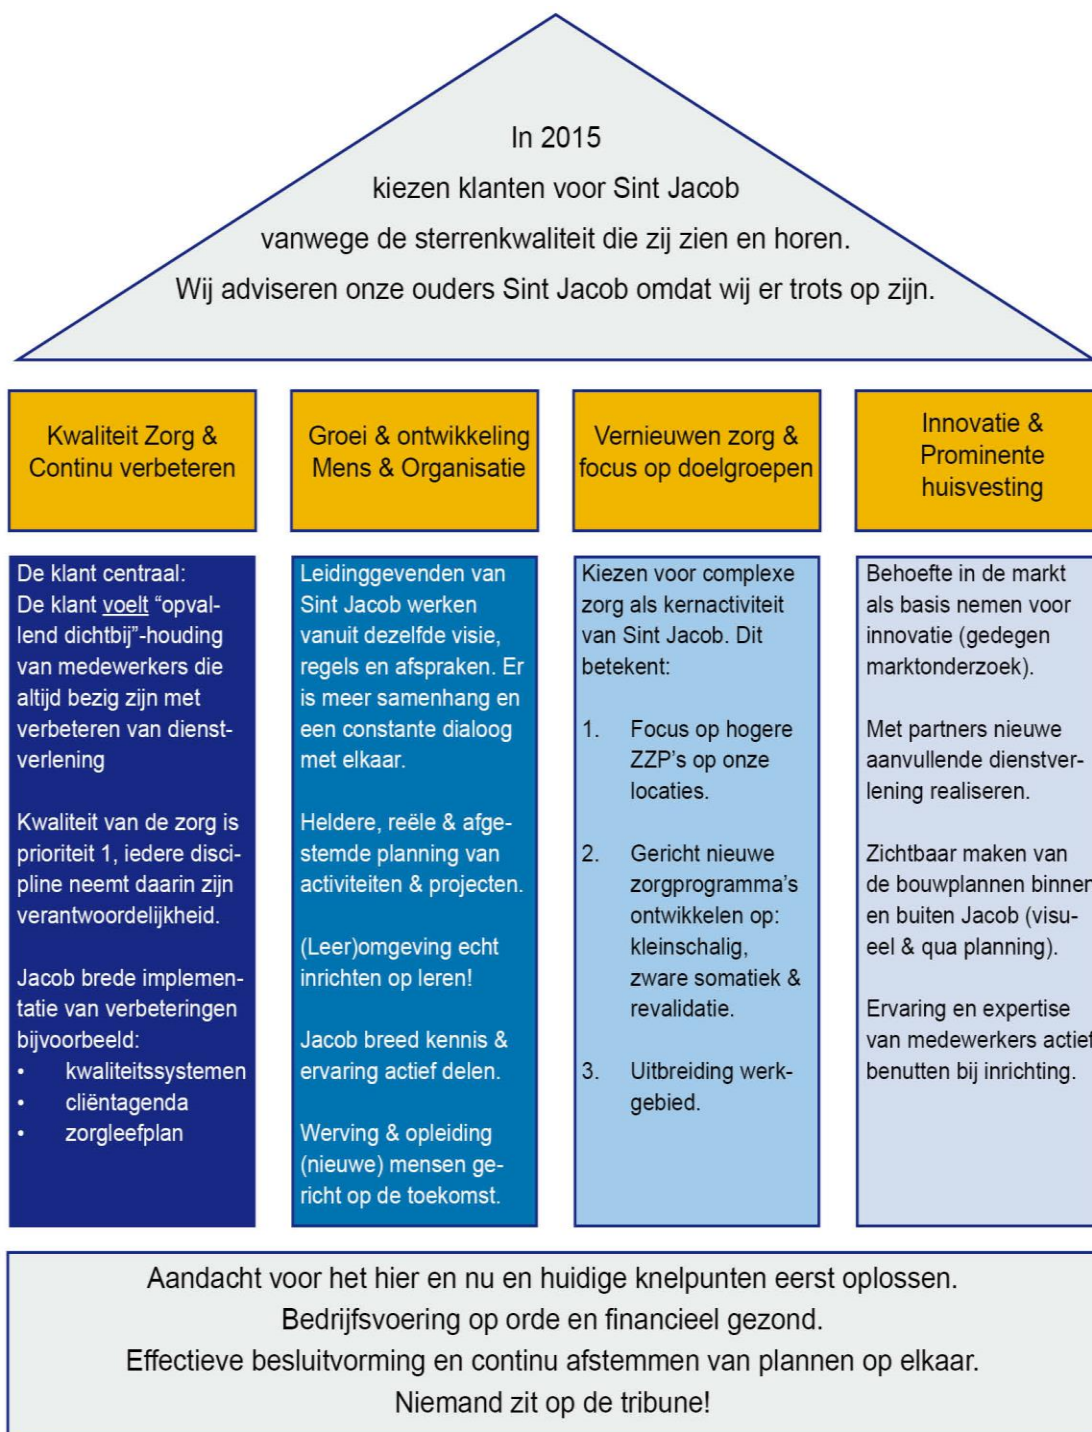 In 2015
kiezen klanten voor Sint Jacob
vanwege de sterrenkwaliteit die zij zien en horen.
Wij adviseren onze ouders Sint Jacob omdat wij er trots op zijn.
Kwaliteit Zorg &
Continu verbeteren
De klant centraal:
De klant voelt “opval-
lend dichtbij”-houding
van medewerkers die
altijd bezig zijn met
verbeteren van dienst-
verlening
Kwaliteit van de zorg is
prioriteit 1, iedere disci-
pline neemt daarin zijn
verantwoordelijkheid.
Jacob brede implemen-
tatie van verbeteringen
bijvoorbeeld:
• kwaliteitssystemen
• cliëntagenda
• zorgleefplan
Groei & ontwikkeling
Mens & Organisatie
Leidinggevenden van
Sint Jacob werken
vanuit dezelfde visie,
regels en afspraken. Er
is meer samenhang en
een constante dialoog
met elkaar.
Heldere, reële & afge-
stemde planning van
activiteiten & projecten.
(Leer)omgeving echt
inrichten op leren!
Jacob breed kennis &
ervaring actief delen.
Werving & opleiding
(nieuwe) mensen ge-
richt op de toekomst.
Vernieuwen zorg &
focus op doelgroepen
Kiezen voor complexe
zorg als kernactiviteit
van Sint Jacob. Dit
betekent:
1. Focus op hogere
ZZP’s op onze
locaties.
2. Gericht nieuwe
zorgprogramma’s
ontwikkelen op:
kleinschalig,
zware somatiek &
revalidatie.
3. Uitbreiding werk-
gebied.
Innovatie &
Prominente
huisvesting
Behoefte in de markt
als basis nemen voor
innovatie (gedegen
marktonderzoek).
Met partners nieuwe
aanvullende dienstver-
lening realiseren.
Zichtbaar maken van
de bouwplannen binnen
en buiten Jacob (visu-
eel & qua planning).
Ervaring en expertise
van medewerkers actief
benutten bij inrichting.
Aandacht voor het hier en nu en huidige knelpunten eerst oplossen.
Bedrijfsvoering op orde en financieel gezond.
Effectieve besluitvorming en continu afstemmen van plannen op elkaar.
Niemand zit op de tribune!